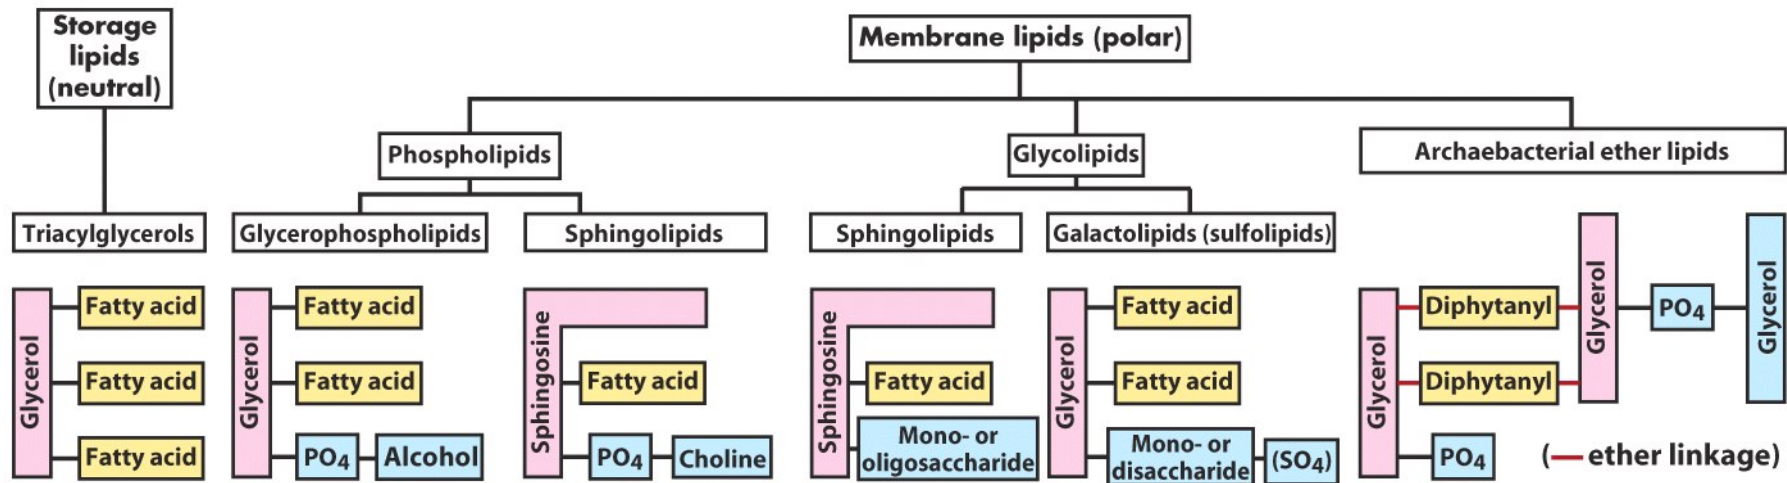 Storage
lipids
(neutral)
Membrane lipids (polar)
Phospholipids
Glycolipids
Archaebacterial ether lipids
Triacylglycerols
Glycerophospholipids
Sphingolipids
Sphingolipids
Galactolipids (sulfolipids)
Glycerol
Fatty acid
Fatty acid
Fatty acid
Glycerol
Fatty acid
Fatty acid
PO4
Alcohol
Sphingosine
Fatty acid
PO4
Choline
Sphingosine
Fatty acid
Mono- or
oligosaccharide
Glycerol
Fatty acid
Fatty acid
Mono- or
disaccharide
(SO4)
Glycerol
Diphytanyl
Diphytanyl
PO4
Glycerol
PO4
Glycerol
(— ether linkage)